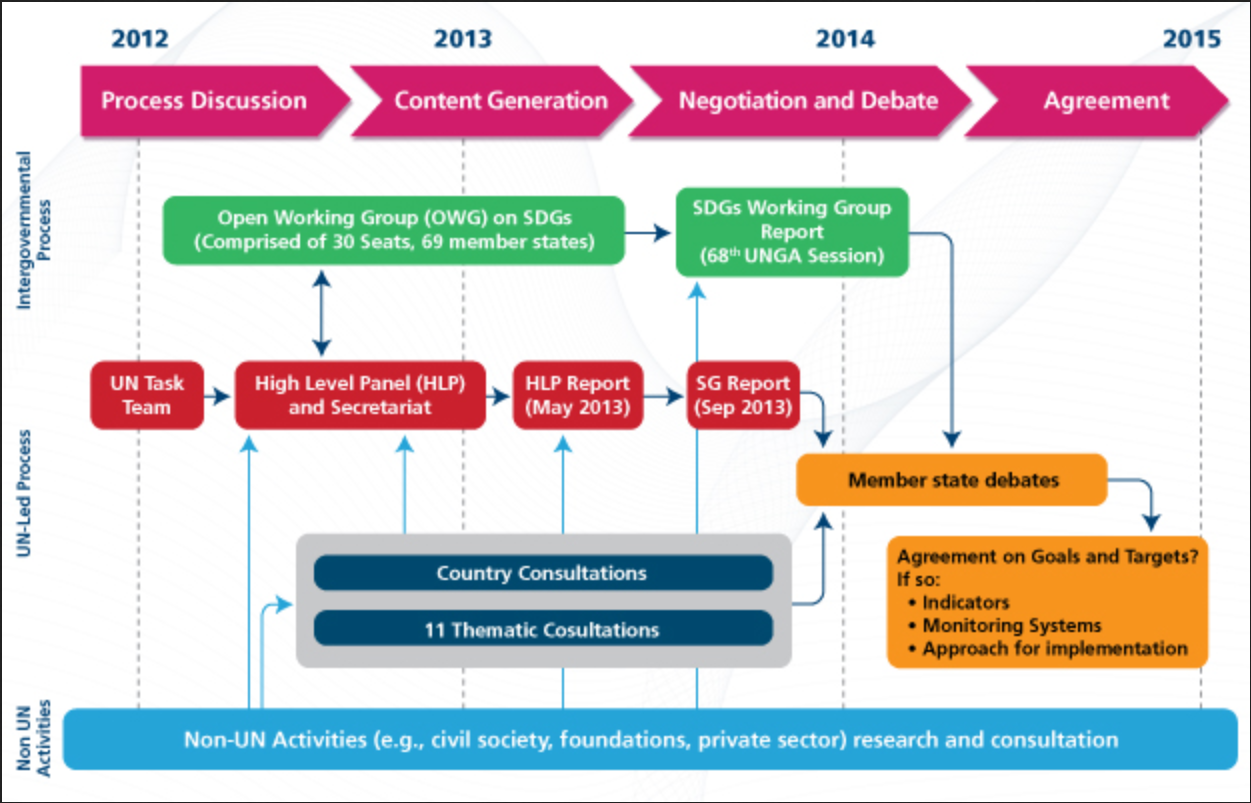 2012
2013
2014
2015
Process Discussion
Content Generation
Negotiation and Debate
Agreement
Intergovernmental
Process
Open Working Group (OWG) on SDGs
(Comprised of 30 Seats, 69 member states)
SDGs Working Group
Report
(68th UNGA Session)
UN-Led Process
UN Task
Team
High Level Panel (HLP)
and Secretariat
HLP Report
(May 2013)
SG Report
(Sep 2013)
Member state debates
Country Consultations
11 Thematic Cosultations
Agreement on Goals and Targets?
If so:
• Indicators
• Monitoring Systems
• Approach for implementation
Non UN
Activities
Non-UN Activities (e.g., civil society, foundations, private sector) research and consultation